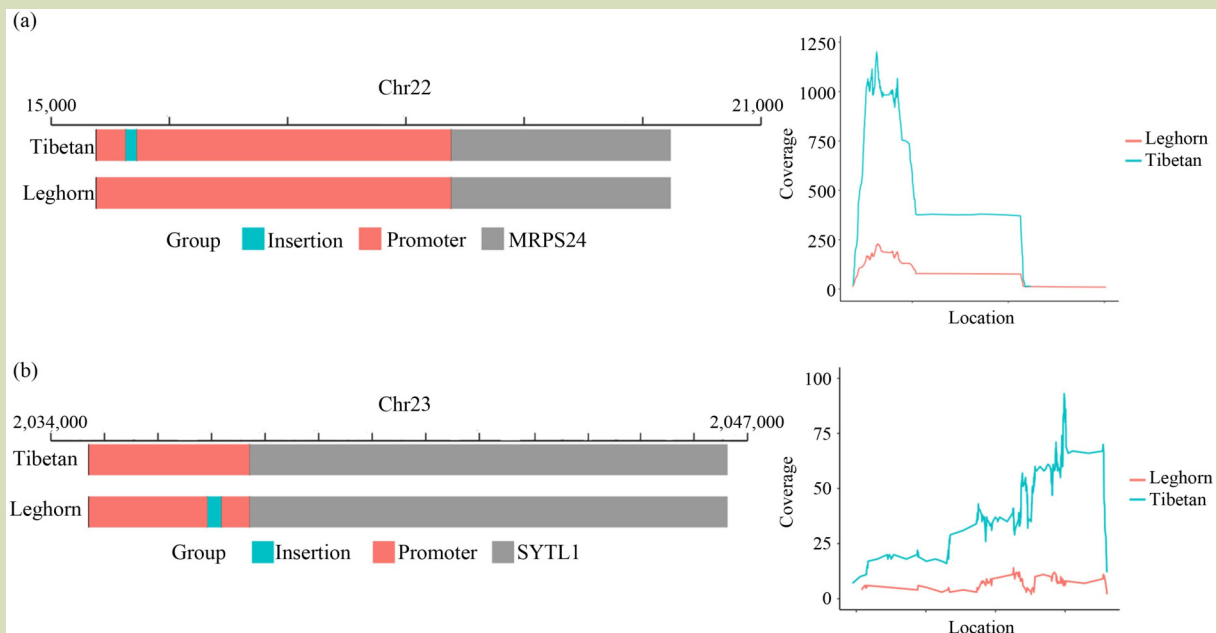 (a)
Chr22
15,000 21,000
Tibetan
Leghorn
Group Insertion Promoter MRPS24
1250
1000
750
500
250
0
Coverage
Location
Leghorn
Tibetan
(b)
Chr23
2,034,000 2,047,000
Tibetan
Leghorn
Group Insertion Promoter SYTL1
100
75
50
25
0
Coverage
Location
Leghorn
Tibetan